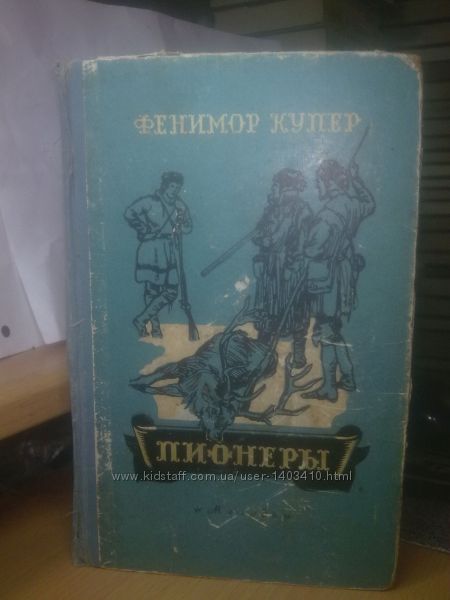 ФЕНИМОР КУПЕР
ПИОНЕРЫ
www.kidstaff.com.ua/user-1403410.html